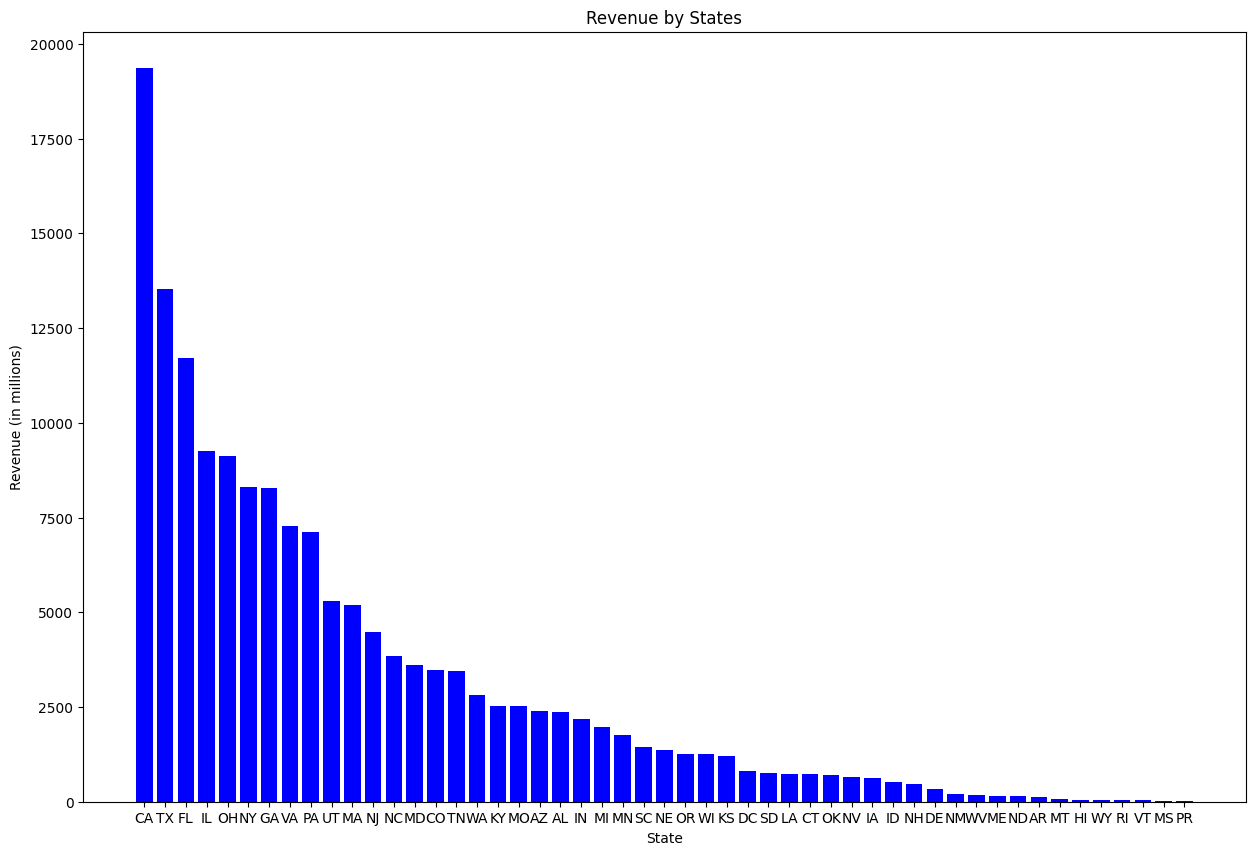 Revenue by States
20000
17500
15000
12500
10000
7500
5000
2500
0
Revenue (in millions)
CA TX FL IL OH NY GA VA PA UT MA NJ NC MD CO TN WA KY MO AZ AL IN MI MN SC NE OR WI KS DC SD LA CT OK NV IA ID NH DE NM WV ME ND AR MT HI WY RI VT MS PR
State